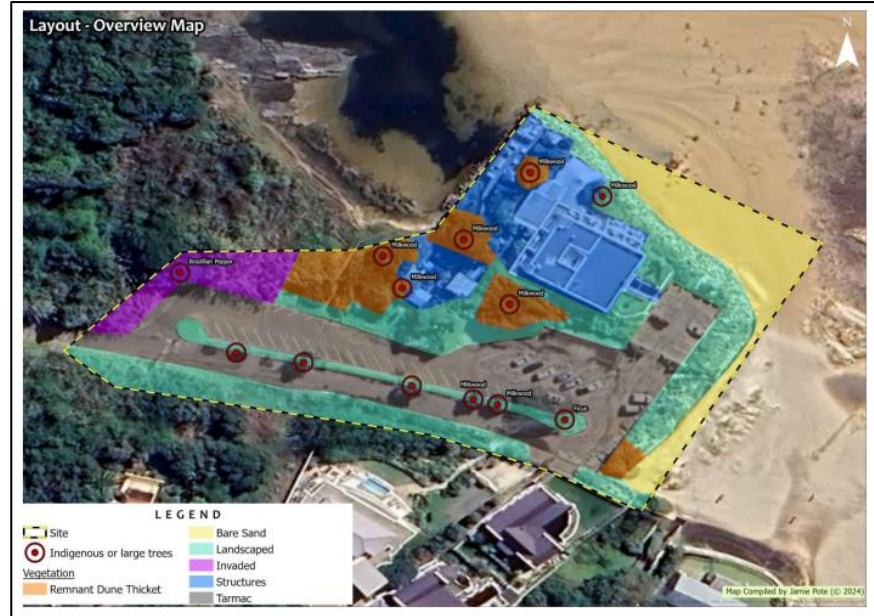 Layout - Overview Map
N
Milkwood
Milkwood
Milkwood
Milkwood
Brazillian Pepper
Milkwood
Milkwood
Milkwood
Milkwood
Ficus
LEGEND
Site
Indigenous or large trees
Vegetation
Remnant Dune Thicket
Bare Sand
Landscaped
Invaded
Structures
Tarmac
Map Compiled by Jamie Pote (© 2024)